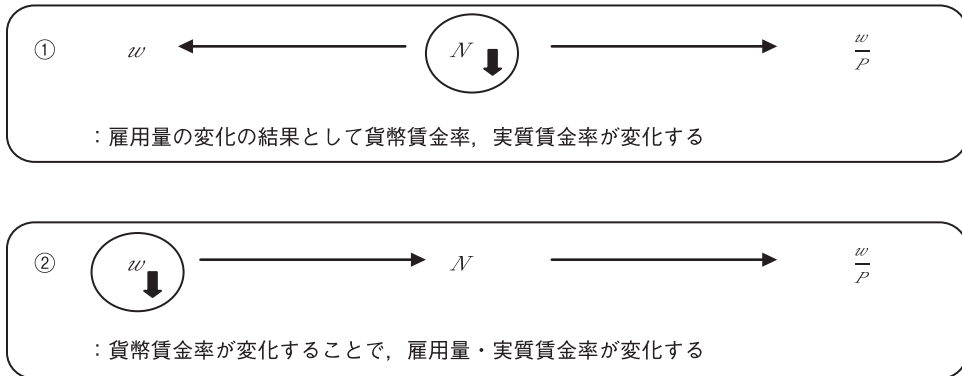 ① w N w/P
：雇用量の変化の結果として貨幣賃金率，実質賃金率が変化する
② w N w/P
：貨幣賃金率が変化することで，雇用量・実質賃金率が変化する